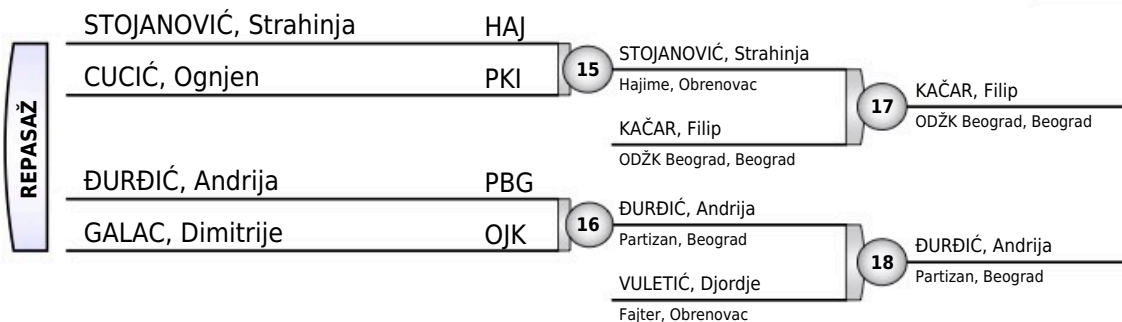 REPASAŽ
STOJANOVIĆ, Strahinja HAJ
CUCIĆ, Ognjen PKI
15
STOJANOVIĆ, Strahinja
Hajime, Obrenovac
KAČAR, Filip
ODŽK Beograd, Beograd
17
KAČAR, Filip
ODŽK Beograd, Beograd
ĐURĐIĆ, Andrija PBG
GALAC, Dimitrije OJK
16
ĐURĐIĆ, Andrija
Partizan, Beograd
VULETIĆ, Djordje
Fajter, Obrenovac
18
ĐURĐIĆ, Andrija
Partizan, Beograd